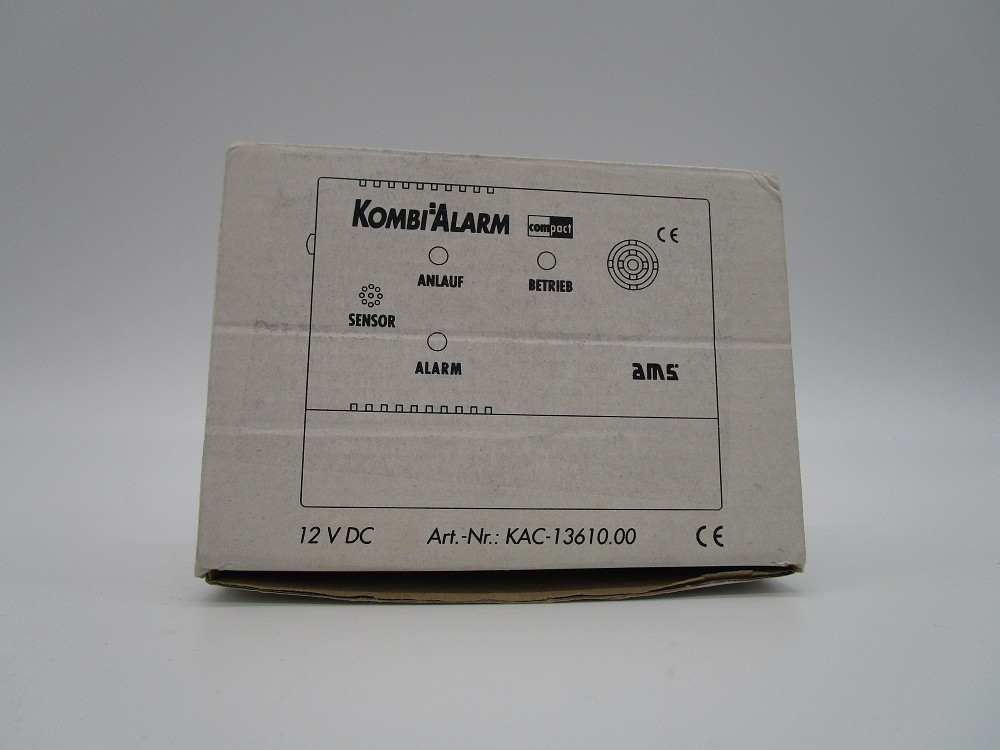 KOMBI-ALARM compact
CE
ANLAUF
BETRIEB
SENSOR
ALARM
ams
12 V DC Art.-Nr.: KAC-13610.00 CE